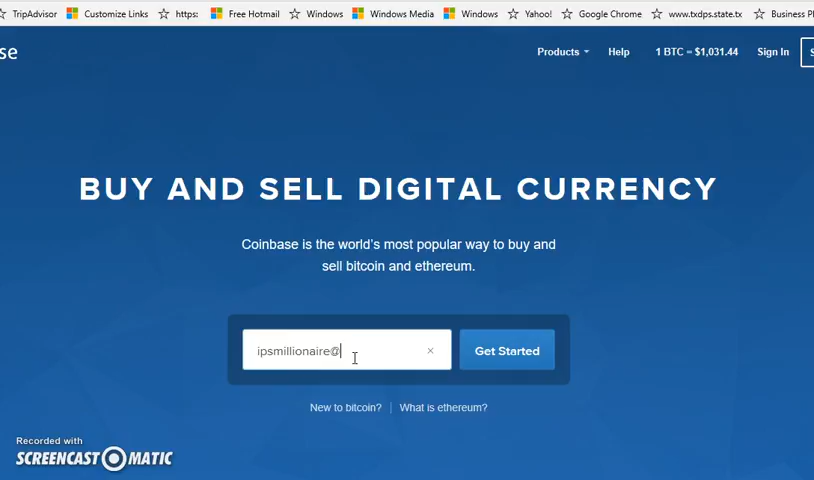 TripAdvisor Customize Links https: Free Hotmail Windows Windows Media Windows Yahoo! Google Chrome www.txdps.state.tx Business Pl
se Products Help 1 BTC = $1,031.44 Sign In S
BUY AND SELL DIGITAL CURRENCY
Coinbase is the world's most popular way to buy and
sell bitcoin and ethereum.
ipsmillionaire@ × Get Started
New to bitcoin? | What is ethereum?
Recorded with
SCREENCAST-O-MATIC